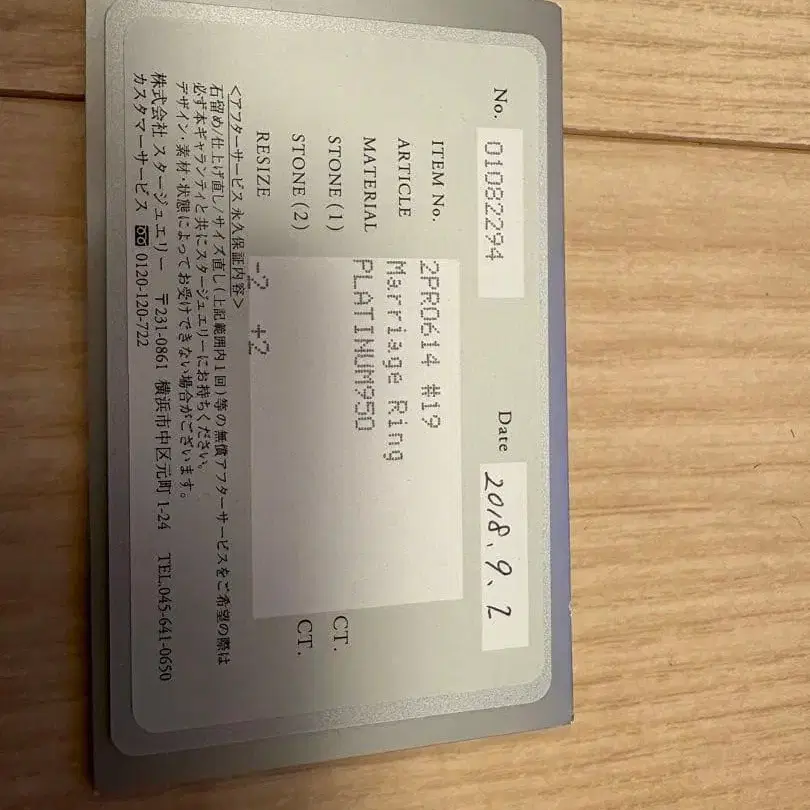 No. 01082294 Date 2018.9.2
ITEM No. 2PR0614 #19
ARTICLE Marriage Ring
MATERIAL PLATINUM950
STONE(1) CT.
STONE(2) CT.
RESIZE -2 +2
<アフターサービス 永久保証内容>
石留め/仕上げ直し/サイズ直し(上記範囲内1回)等の無償アフターサービスをご希望の際は
必ず本ギャランティと共にスタージュエリーにお持ちください。
デザイン・素材・状態によってお受けできない場合がございます。
株式会社 スタージュエリー 〒231-0861 横浜市中区元町 1-24 TEL.045-641-0650
カスタマーサービス 0120-120-722